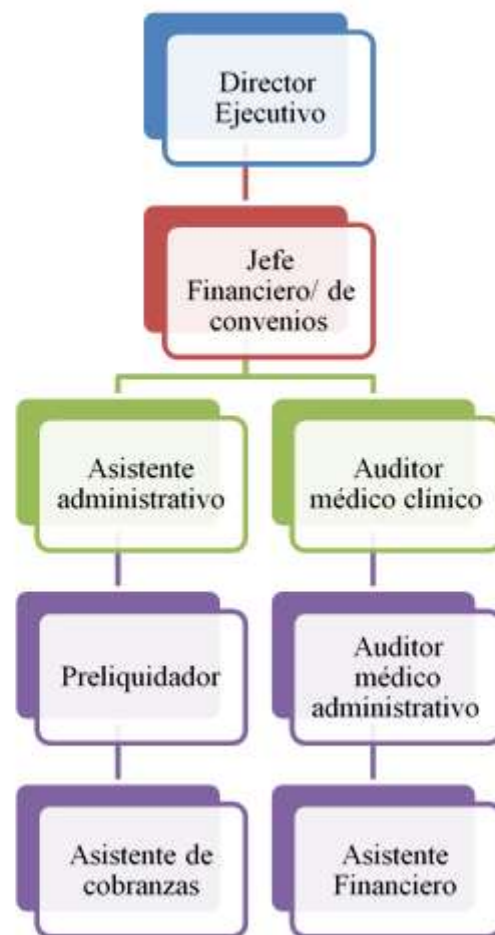 Director
Ejecutivo
Jefe
Financiero/ de
convenios
Asistente
administrativo
Auditor
médico clínico
Preliquidador
Auditor
médico
administrativo
Asistente de
cobranzas
Asistente
Financiero